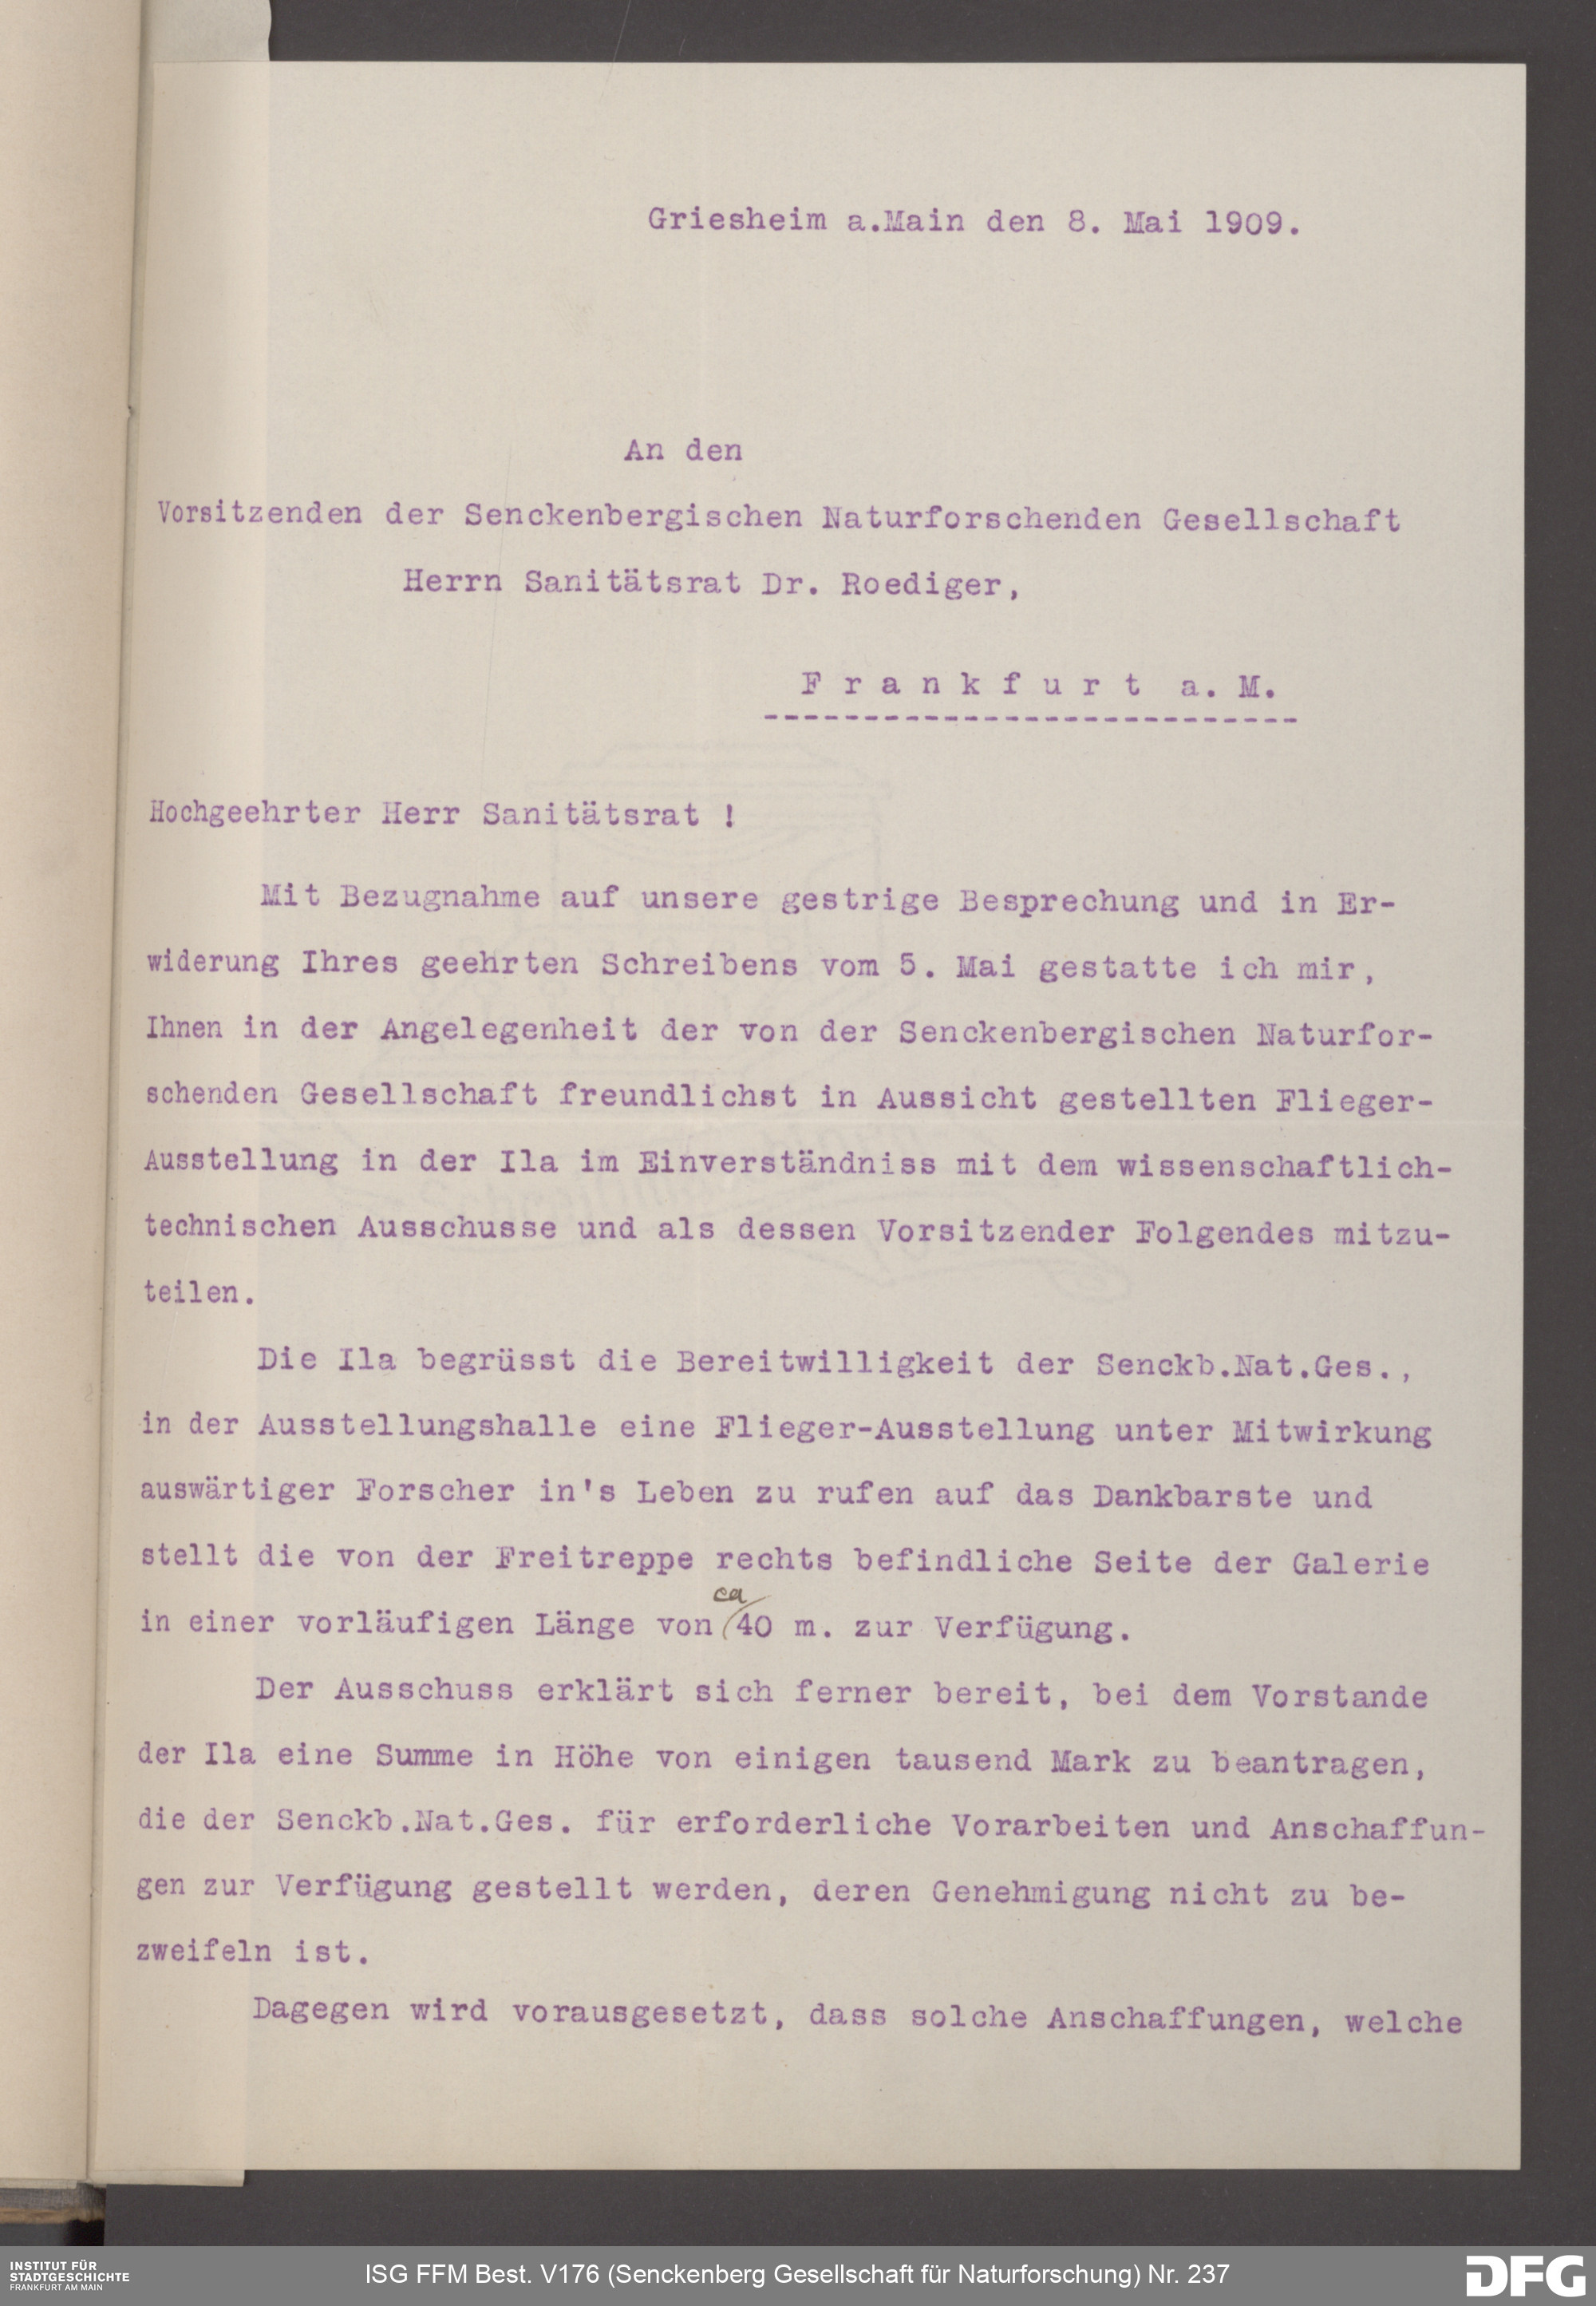 Griesheim a.Main den 8. Mai 1909.
An den
Vorsitzenden der Senckenbergischen Naturforschenden Gesellschaft
Herrn Sanitätsrat Dr. Roediger,
F r a n k f u r t  a. M.
---------------------------
Hochgeehrter Herr Sanitätsrat !
Mit Bezugnahme auf unsere gestrige Besprechung und in Er-
widerung Ihres geehrten Schreibens vom 5. Mai gestatte ich mir,
Ihnen in der Angelegenheit der von der Senckenbergischen Naturfor-
schenden Gesellschaft freundlichst in Aussicht gestellten Flieger-
Ausstellung in der Ila im Einverständniss mit dem wissenschaftlich-
technischen Ausschusse und als dessen Vorsitzender Folgendes mitzu-
teilen.
Die Ila begrüsst die Bereitwilligkeit der Senckb.Nat.Ges.,
in der Ausstellungshalle eine Flieger-Ausstellung unter Mitwirkung
auswärtiger Forscher in's Leben zu rufen auf das Dankbarste und
stellt die von der Freitreppe rechts befindliche Seite der Galerie
in einer vorläufigen Länge von ca 40 m. zur Verfügung.
Der Ausschuss erklärt sich ferner bereit, bei dem Vorstande
der Ila eine Summe in Höhe von einigen tausend Mark zu beantragen,
die der Senckb.Nat.Ges. für erforderliche Vorarbeiten und Anschaffun-
gen zur Verfügung gestellt werden, deren Genehmigung nicht zu be-
zweifeln ist.
Dagegen wird vorausgesetzt, dass solche Anschaffungen, welche
INSTITUT FÜR
STADTGESCHICHTE
FRANKFURT AM MAIN
ISG FFM Best. V176 (Senckenberg Gesellschaft für Naturforschung) Nr. 237
DFG